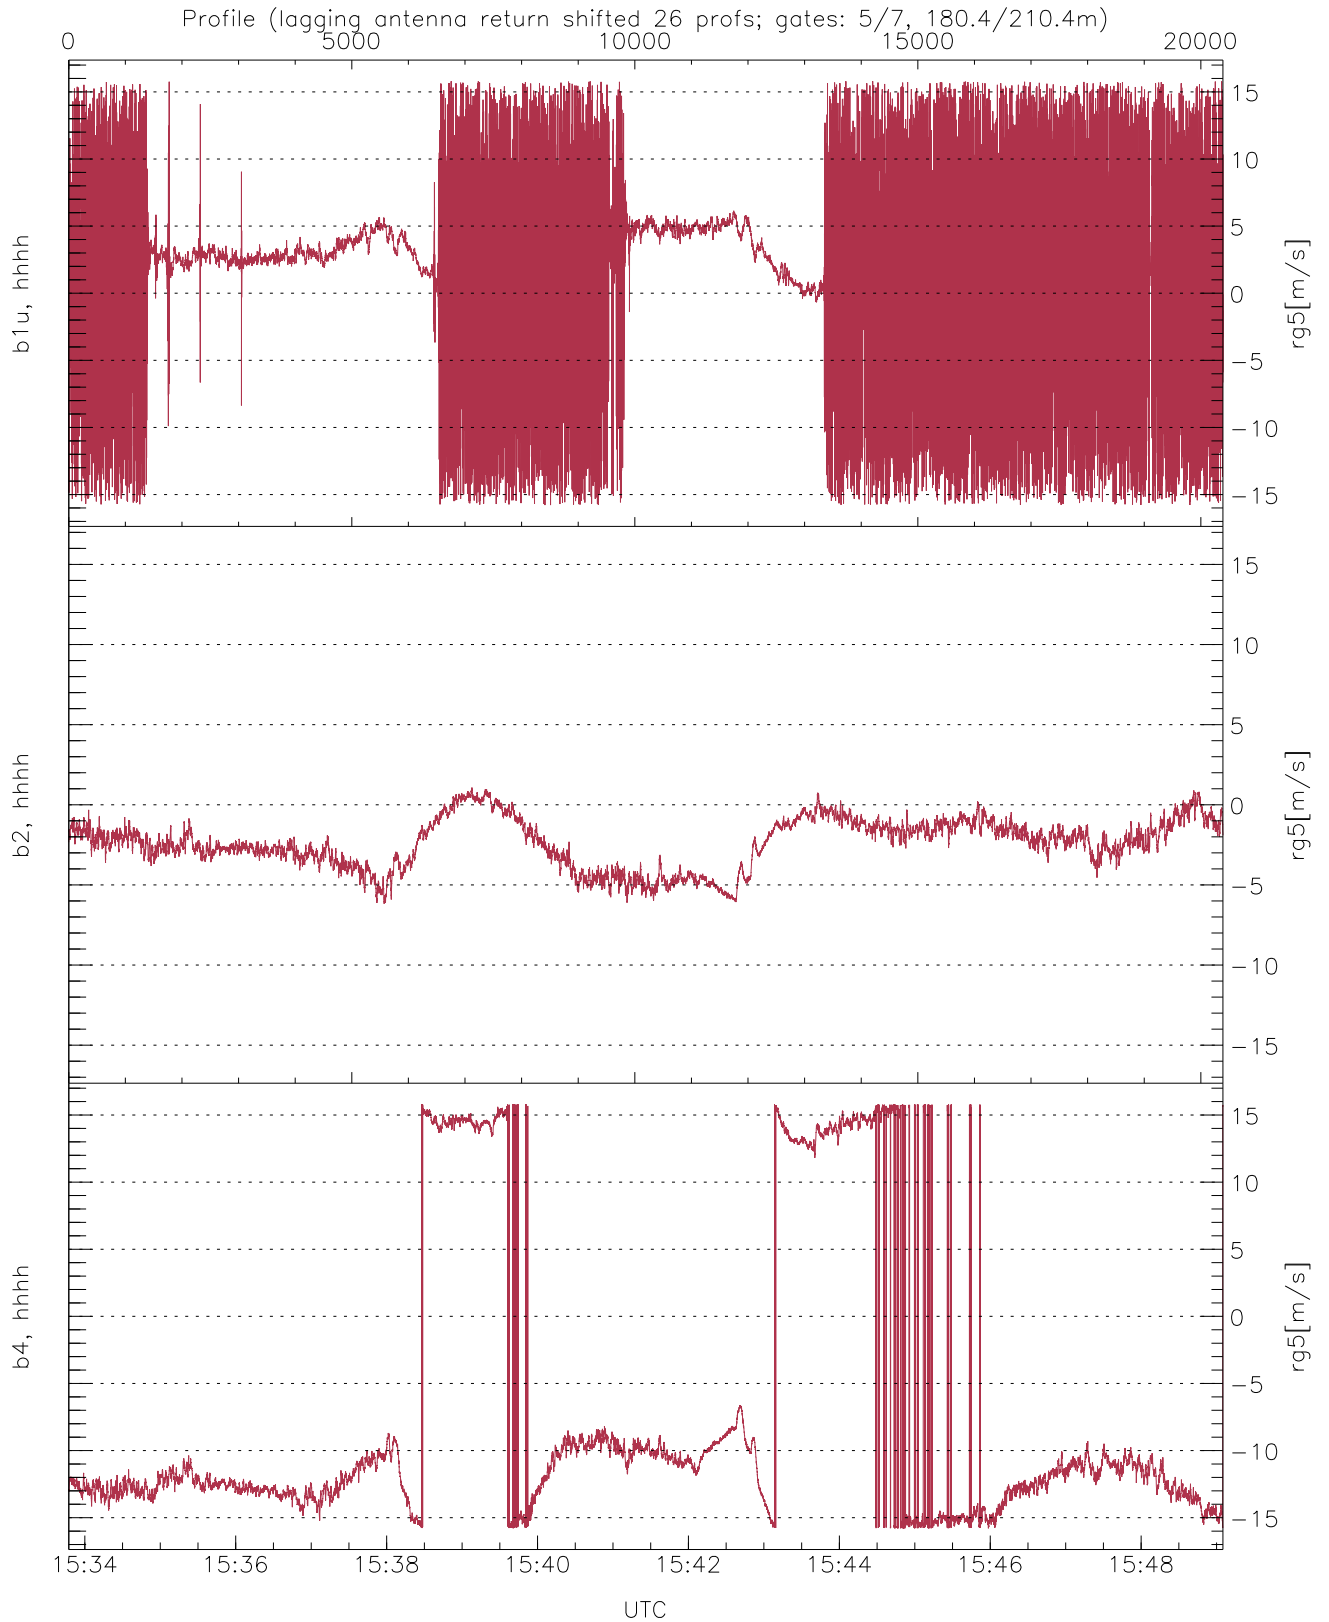 Profile (lagging antenna return shifted 26 profs; gates: 5/7, 180.4/210.4m)
0 5000 10000 15000 20000
b1u, hhhh
15
10
5
0
−5
−10
−15
rg5[m/s]
b2, hhhh
15
10
5
0
−5
−10
−15
rg5[m/s]
b4, hhhh
15
10
5
0
−5
−10
−15
rg5[m/s]
15:34 15:36 15:38 15:40 15:42 15:44 15:46 15:48
UTC